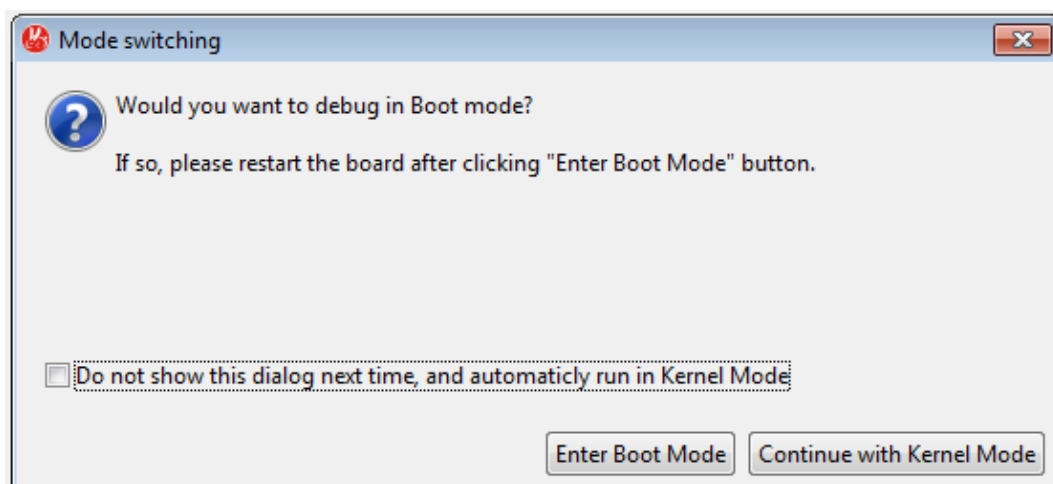 Mode switching
Would you want to debug in Boot mode?
If so, please restart the board after clicking "Enter Boot Mode" button.
Do not show this dialog next time, and automaticly run in Kernel Mode
Enter Boot Mode
Continue with Kernel Mode